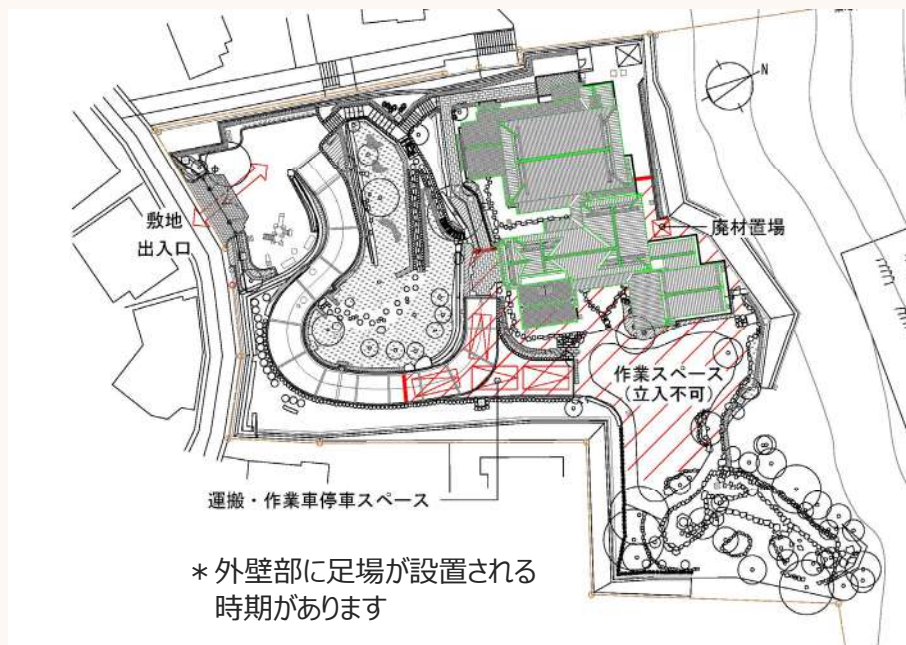 N
敷地
出入口
廃材置場
作業スペース
(立入不可)
運搬・作業車停車スペース
*外壁部に足場が設置される
時期があります